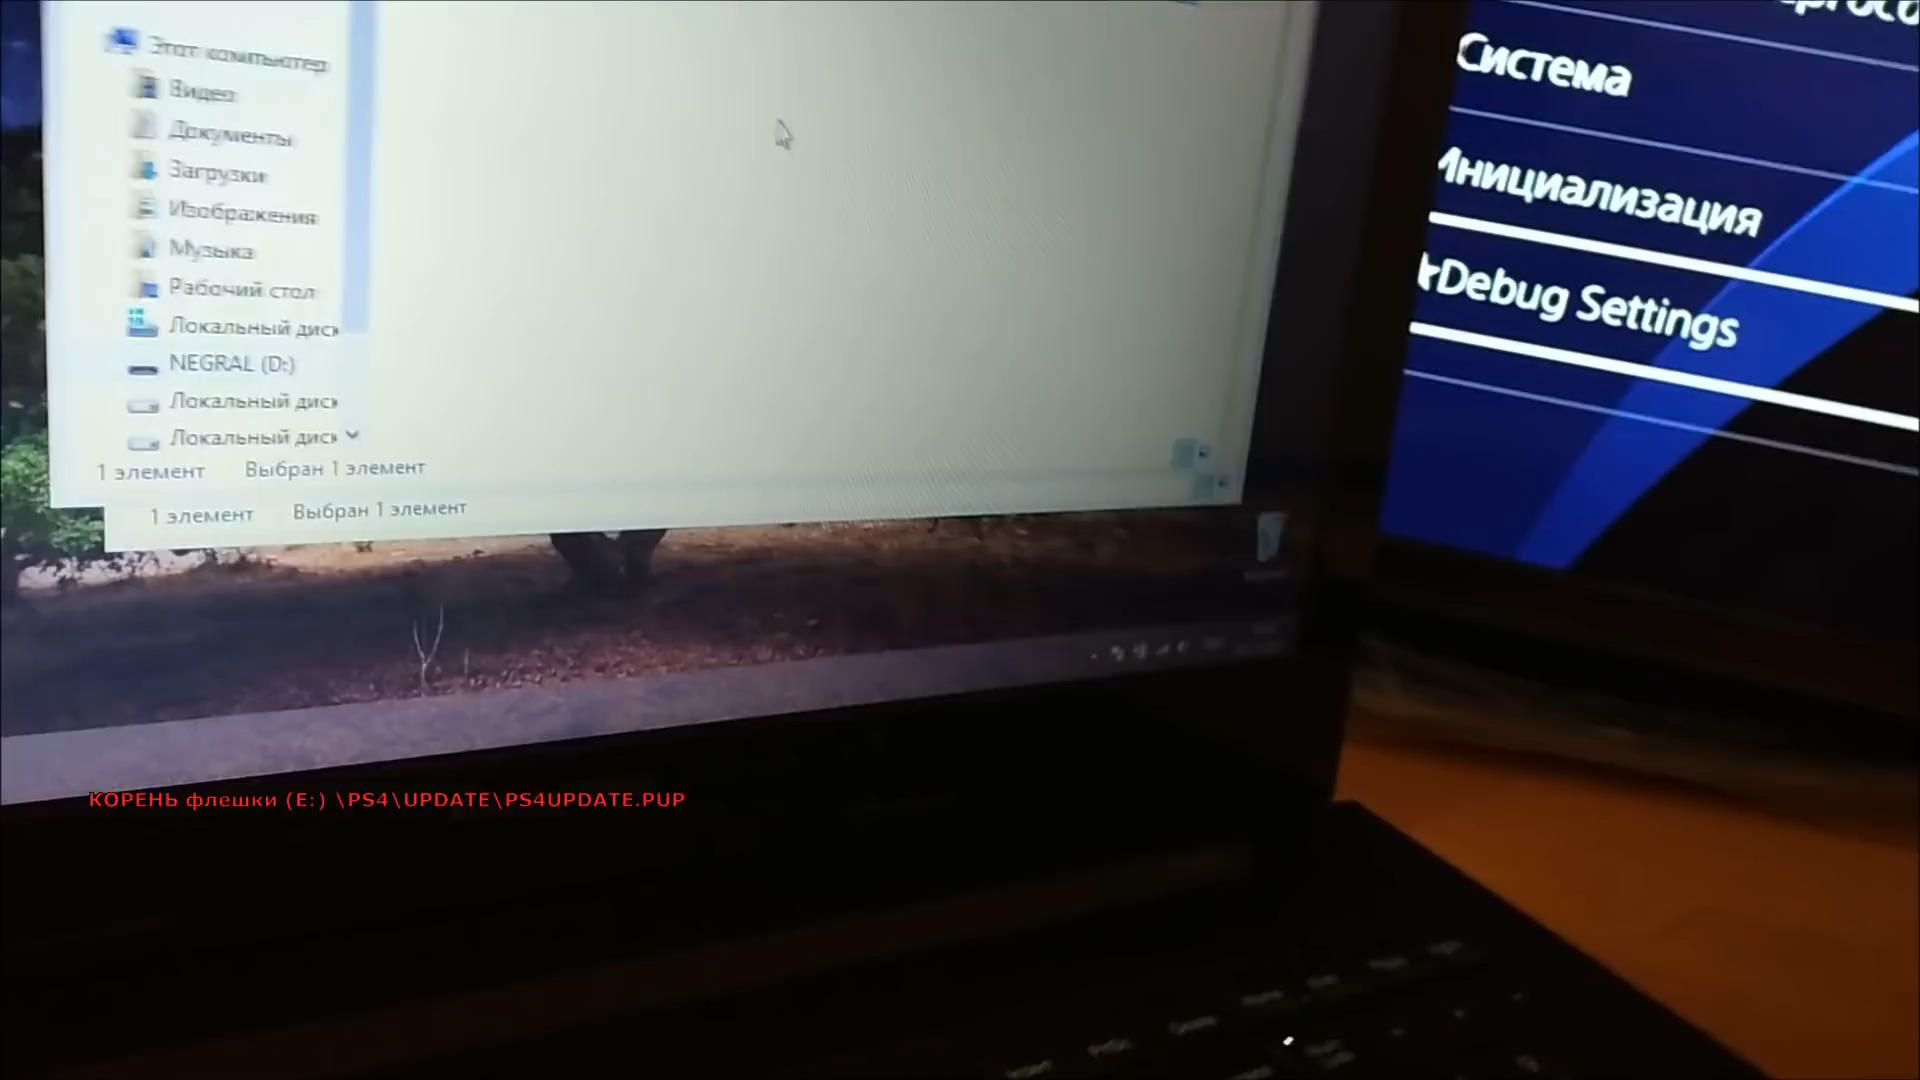 Этот компьютер
Видео
Документы
Загрузки
Изображения
Музыка
Рабочий стол
Локальный диск
NEGRAL (D:)
Локальный диск
Локальный диск
1 элемент Выбран 1 элемент
1 элемент Выбран 1 элемент
Система
Инициализация
★Debug Settings
КОРЕНЬ флешки (E:) \PS4\UPDATE\PS4UPDATE.PUP